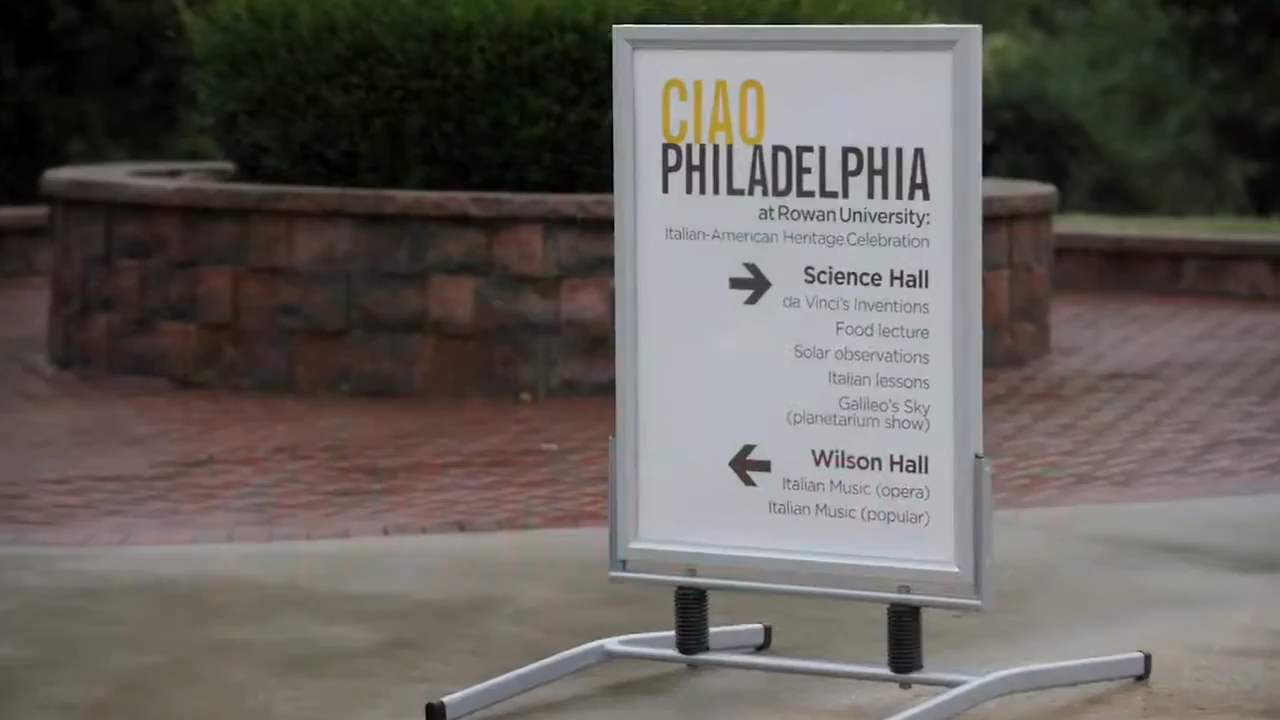 CIAO
PHILADELPHIA
at Rowan University:
Italian-American Heritage Celebration
Science Hall
da Vinci's Inventions
Food lecture
Solar observations
Italian lessons
Galileo's Sky
(planetarium show)
Wilson Hall
Italian Music (opera)
Italian Music (popular)